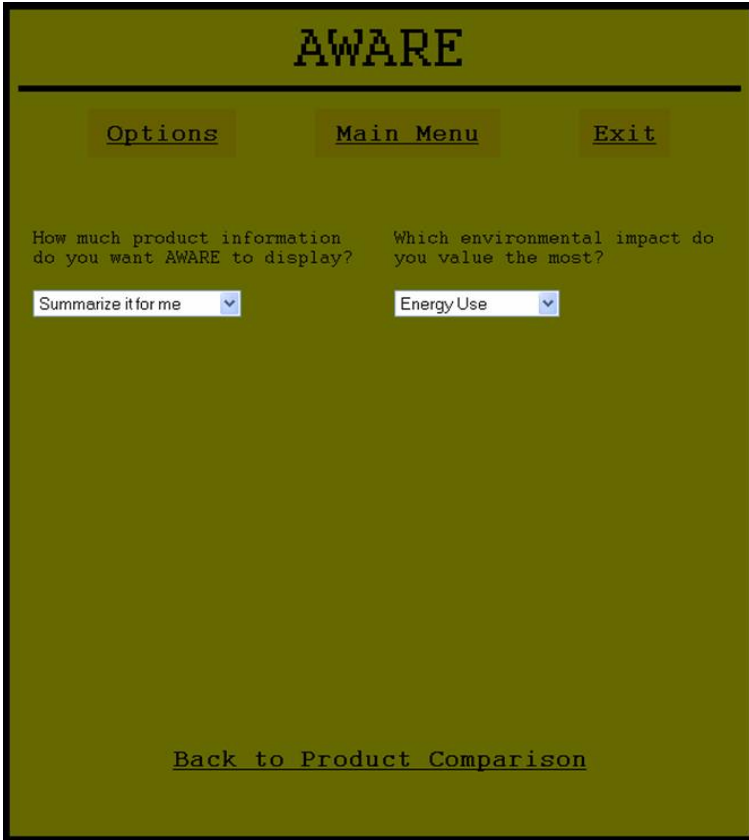 AWARE
Options Main Menu Exit
How much product information
do you want AWARE to display?
Summarize it for me
Which environmental impact do
you value the most?
Energy Use
Back to Product Comparison